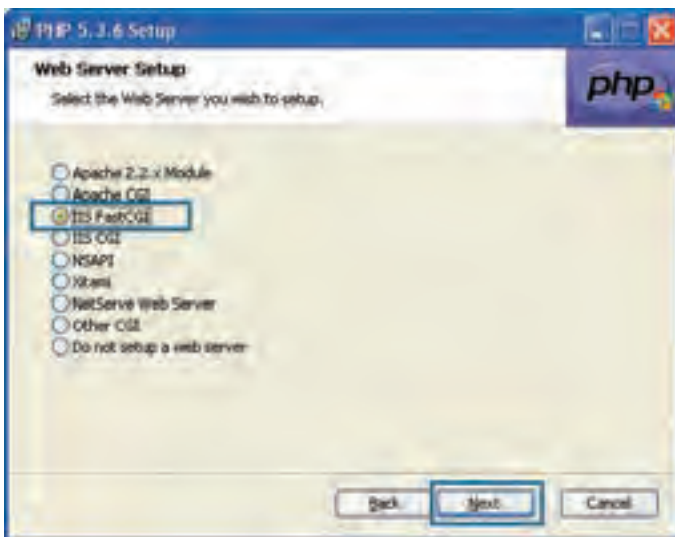 PHP 5.3.6 Setup
Web Server Setup
Select the Web Server you wish to setup.
php
Apache 2.2.x Module
Apache CGI
IIS FastCGI
IIS CGI
NSAPI
Xitami
NetServe Web Server
Other CGI
Do not setup a web server
Back
Next
Cancel